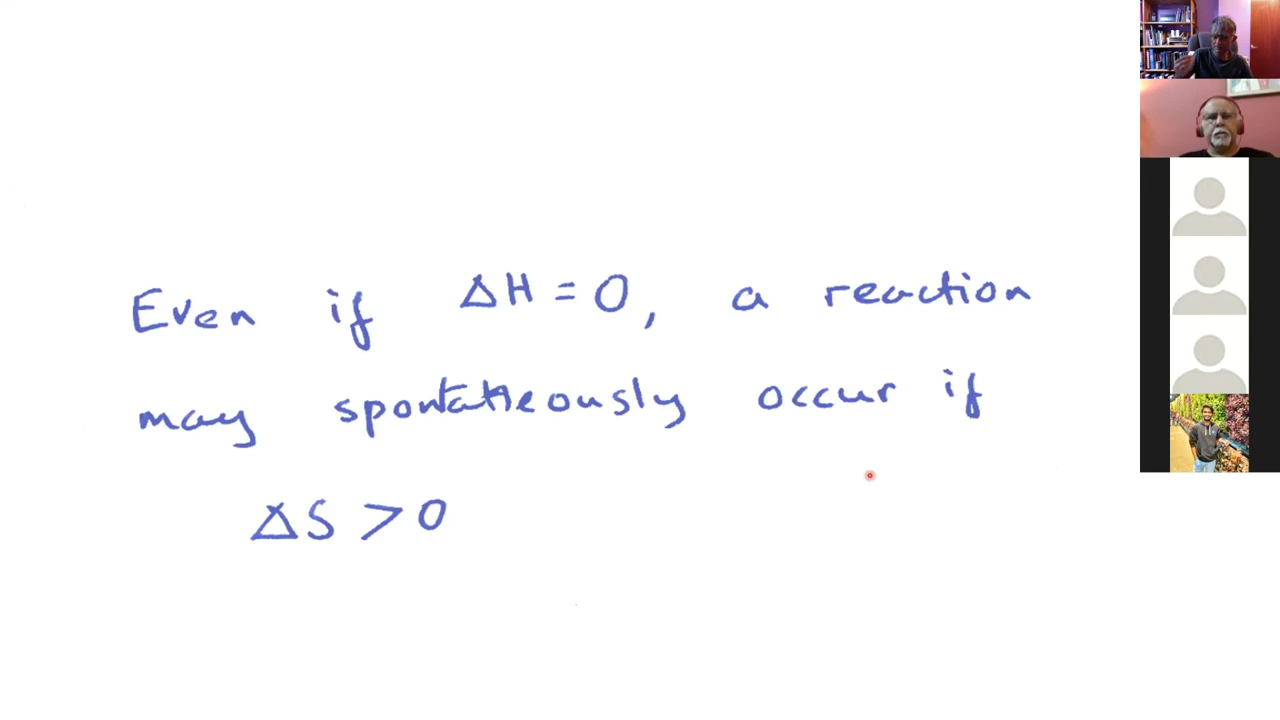 Even if ΔH = 0, a reaction
may spontaneously occur if
ΔS > 0